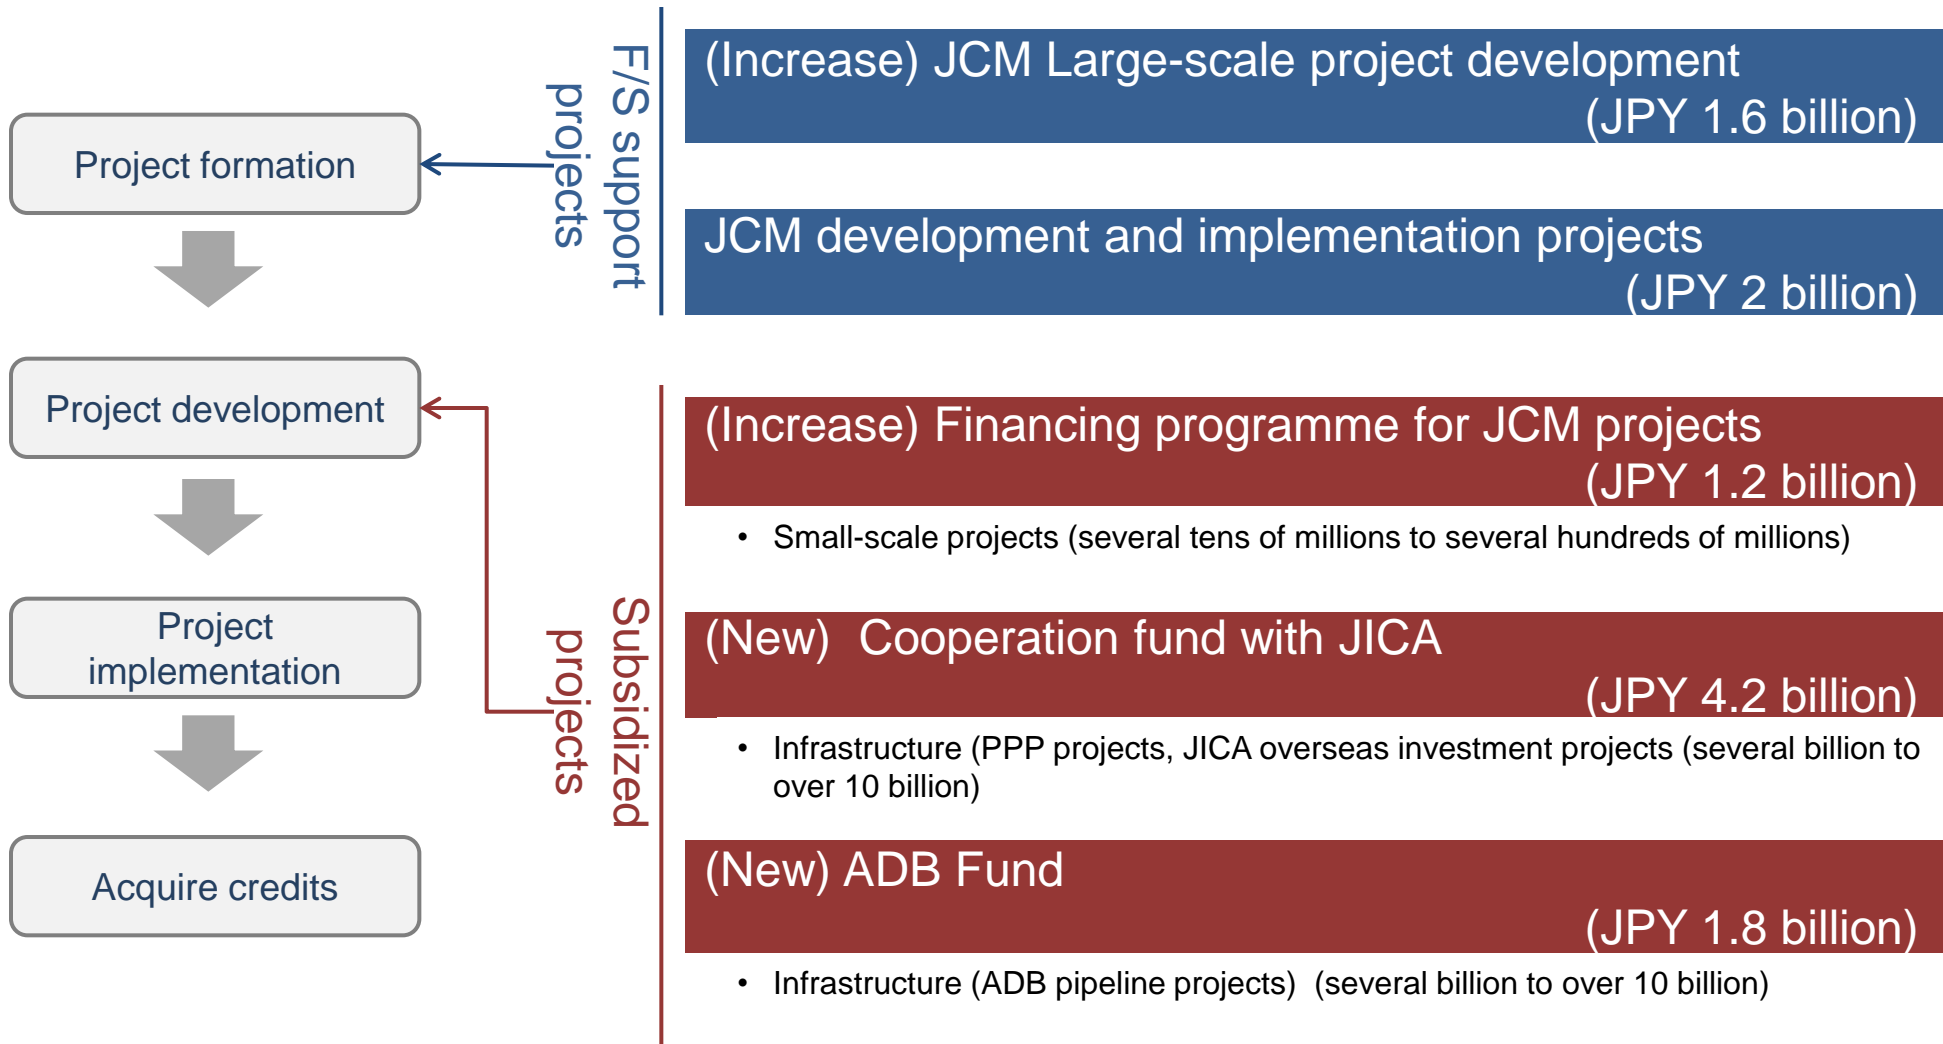 Project formation
Project development
Project
implementation
Acquire credits
F/S support
projects
(Increase) JCM Large-scale project development
(JPY 1.6 billion)
JCM development and implementation projects
(JPY 2 billion)
Subsidized
projects
(Increase) Financing programme for JCM projects
(JPY 1.2 billion)
• Small-scale projects (several tens of millions to several hundreds of millions)
(New) Cooperation fund with JICA
(JPY 4.2 billion)
• Infrastructure (PPP projects, JICA overseas investment projects (several billion to
over 10 billion)
(New) ADB Fund
(JPY 1.8 billion)
• Infrastructure (ADB pipeline projects) (several billion to over 10 billion)